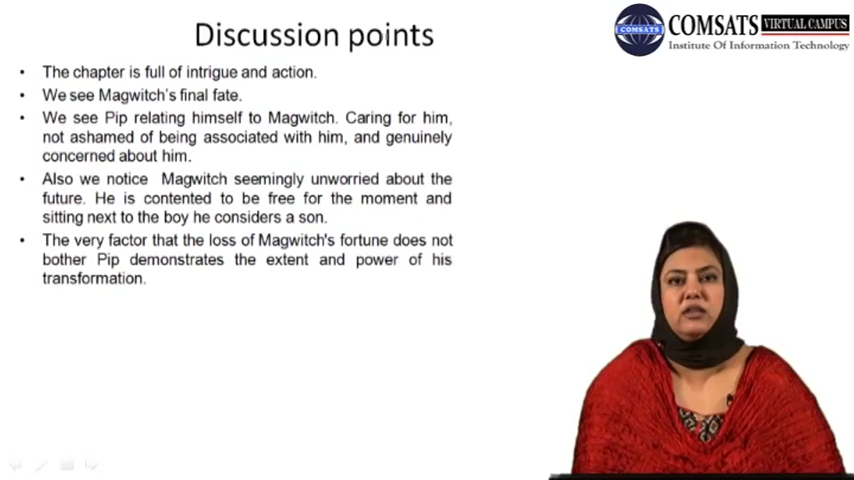 Discussion points
COMSATS VIRTUAL CAMPUS
COMSATS
Institute Of Information Technology
• The chapter is full of intrigue and action.
• We see Magwitch's final fate.
• We see Pip relating himself to Magwitch. Caring for him,
not ashamed of being associated with him, and genuinely
concerned about him.
• Also we notice Magwitch seemingly unworried about the
future. He is contented to be free for the moment and
sitting next to the boy he considers a son.
• The very factor that the loss of Magwitch's fortune does not
bother Pip demonstrates the extent and power of his
transformation.